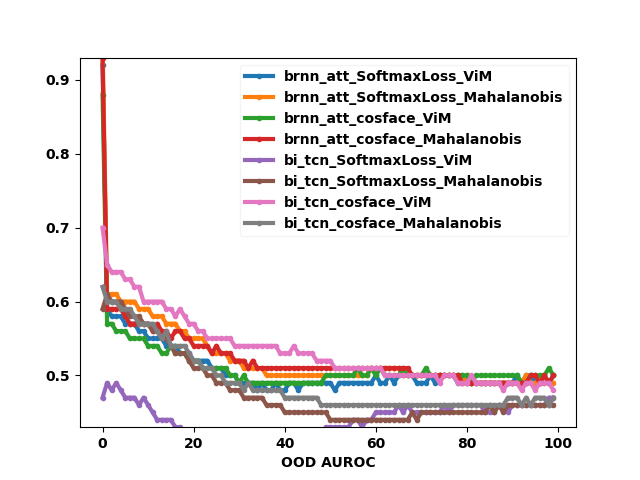 0.9
0.8
0.7
0.6
0.5
brnn_att_SoftmaxLoss_ViM
brnn_att_SoftmaxLoss_Mahalanobis
brnn_att_cosface_ViM
brnn_att_cosface_Mahalanobis
bi_tcn_SoftmaxLoss_ViM
bi_tcn_SoftmaxLoss_Mahalanobis
bi_tcn_cosface_ViM
bi_tcn_cosface_Mahalanobis
0 20 40 60 80 100
OOD AUROC